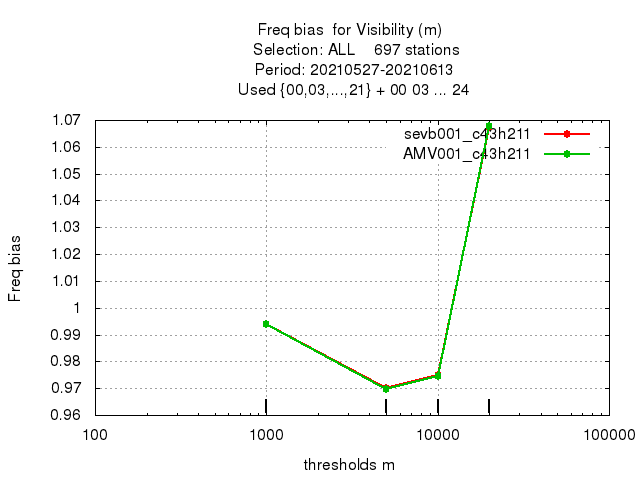 Freq bias  for Visibility (m)
Selection: ALL    697 stations
Period: 20210527-20210613
Used {00,03,...,21} + 00 03 ... 24
sevb001_c43h211
AMV001_c43h211
1.07
1.06
1.05
1.04
1.03
1.02
1.01
1
0.99
0.98
0.97
0.96
Freq bias
100
1000
10000
100000
thresholds m